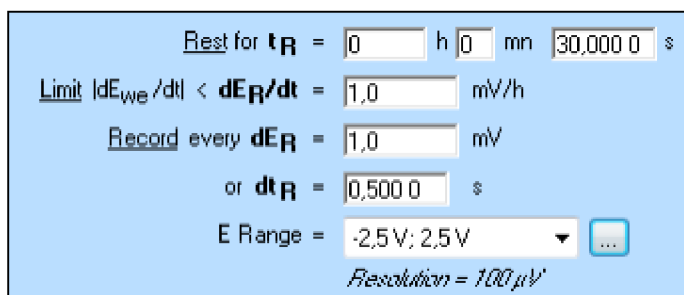 Rest for tR = 0 h 0 mn 30,000 0 s
Limit |dEwe/dt| < dER/dt = 1,0 mV/h
Record every dER = 1,0 mV
or dtR = 0,500 0 s
E Range = -2,5 V; 2,5 V ...
Resolution = 100 µV